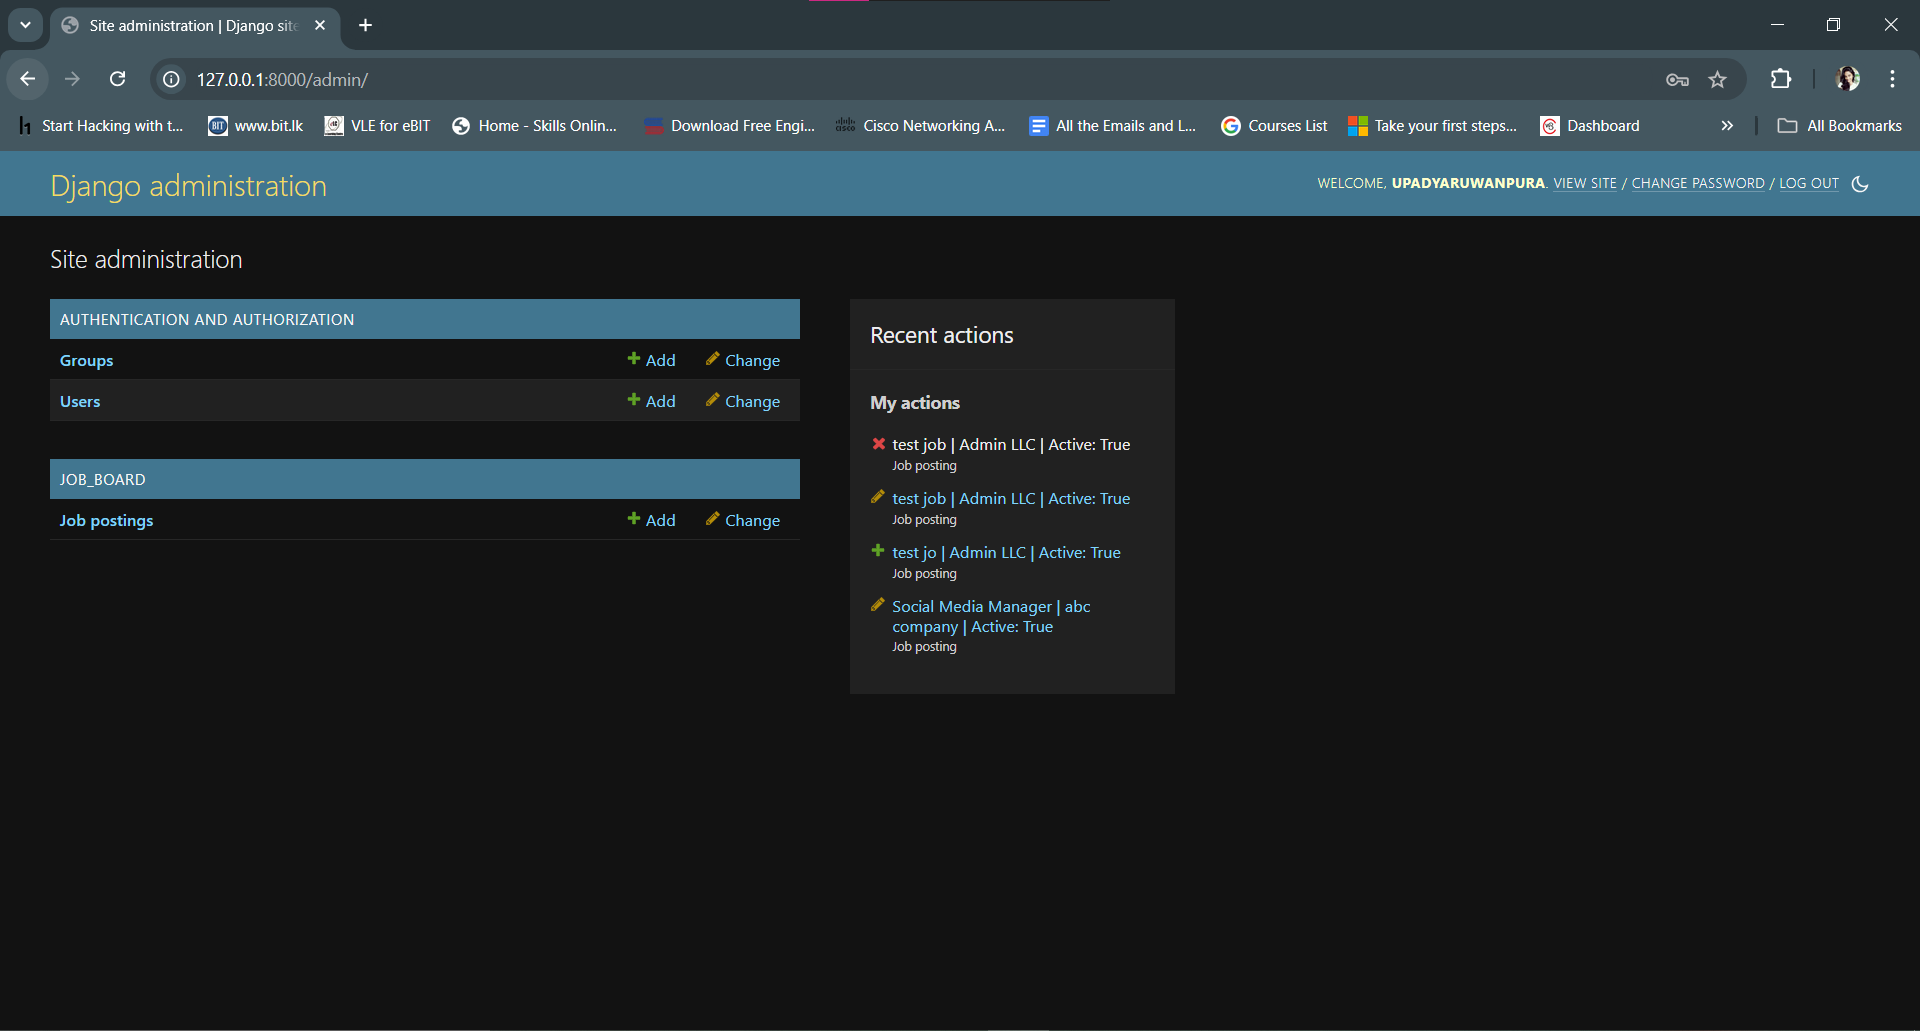 Site administration | Django site
127.0.0.1:8000/admin/
Start Hacking with t...
BIT
www.bit.lk
VLE for eBIT
Home - Skills Onlin...
Download Free Engi...
cisco
Cisco Networking A...
All the Emails and L...
Courses List
Take your first steps...
Dashboard
All Bookmarks
Django administration
WELCOME, UPADYARUWANPURA. VIEW SITE / CHANGE PASSWORD / LOG OUT
Site administration
AUTHENTICATION AND AUTHORIZATION
Groups Add Change
Users Add Change
JOB_BOARD
Job postings Add Change
Recent actions
My actions
test job | Admin LLC | Active: True
Job posting
test job | Admin LLC | Active: True
Job posting
test jo | Admin LLC | Active: True
Job posting
Social Media Manager | abc
company | Active: True
Job posting